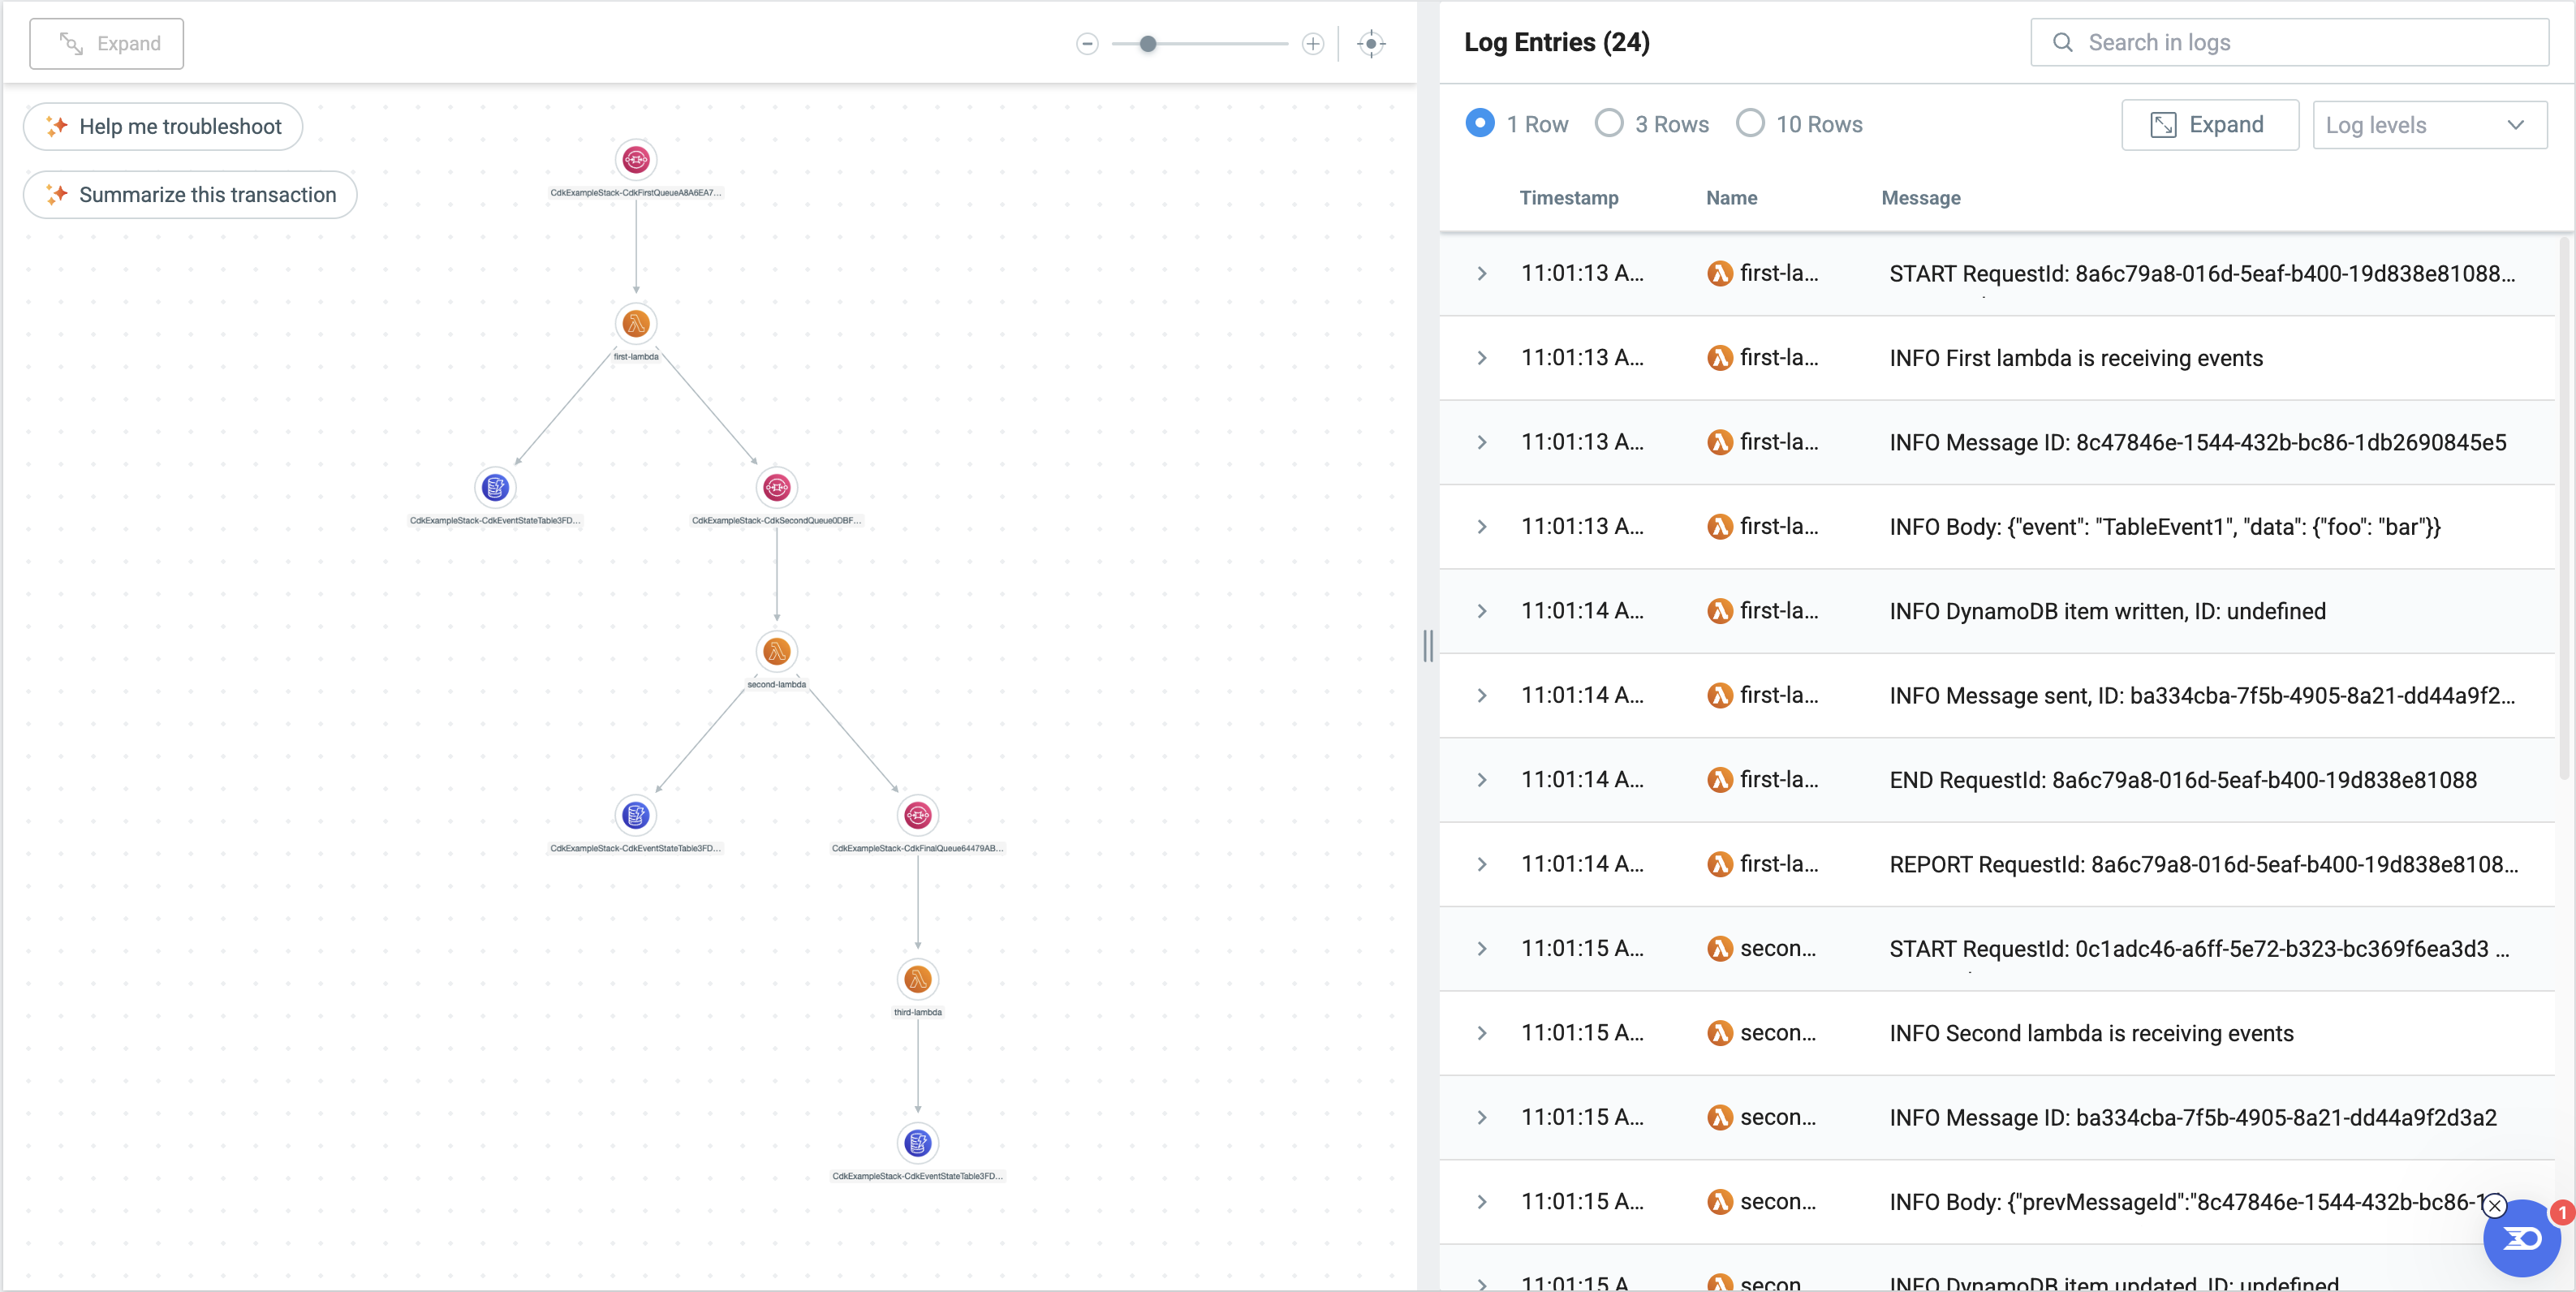 Expand
Help me troubleshoot
Summarize this transaction
CdkExampleStack-CdkFirstQueueA8A6EA7...
first-lambda
CdkExampleStack-CdkEventStateTable3FD...
CdkExampleStack-CdkSecondQueue0DBF...
second-lambda
CdkExampleStack-CdkEventStateTable3FD...
CdkExampleStack-CdkFinalQueue64479AB...
third-lambda
CdkExampleStack-CdkEventStateTable3FD...
Log Entries (24)
Search in logs
1 Row 3 Rows 10 Rows Expand Log levels
Timestamp Name Message
11:01:13 A... first-la... START RequestId: 8a6c79a8-016d-5eaf-b400-19d838e81088...
11:01:13 A... first-la... INFO First lambda is receiving events
11:01:13 A... first-la... INFO Message ID: 8c47846e-1544-432b-bc86-1db2690845e5
11:01:13 A... first-la... INFO Body: {"event": "TableEvent1", "data": {"foo": "bar"}}
11:01:14 A... first-la... INFO DynamoDB item written, ID: undefined
11:01:14 A... first-la... INFO Message sent, ID: ba334cba-7f5b-4905-8a21-dd44a9f2...
11:01:14 A... first-la... END RequestId: 8a6c79a8-016d-5eaf-b400-19d838e81088
11:01:14 A... first-la... REPORT RequestId: 8a6c79a8-016d-5eaf-b400-19d838e8108...
11:01:15 A... secon... START RequestId: 0c1adc46-a6ff-5e72-b323-bc369f6ea3d3 ...
11:01:15 A... secon... INFO Second lambda is receiving events
11:01:15 A... secon... INFO Message ID: ba334cba-7f5b-4905-8a21-dd44a9f2d3a2
11:01:15 A... secon... INFO Body: {"prevMessageId":"8c47846e-1544-432b-bc86-1
1
11:01:15 A secon INFO DynamoDB item updated, ID: undefined